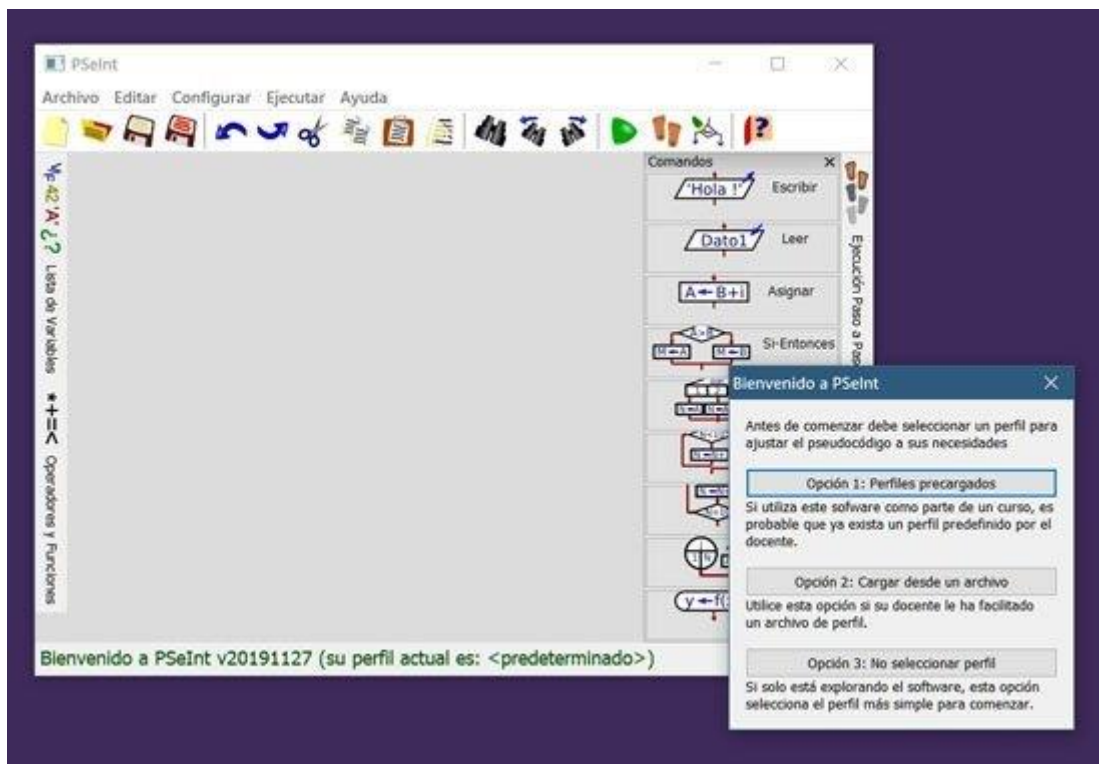 PSeInt
Archivo Editar Configurar Ejecutar Ayuda
Comandos
'Hola !' Escribir
Dato1 Leer
A←B+i Asignar
A>B
M←A M←B Si-Entonces
y←f(
V/F 42 'A' ¿? Lista de Variables
*+=< Operadores y Funciones
Ejecución Paso a Paso
Bienvenido a PSeInt
Antes de comenzar debe seleccionar un perfil para
ajustar el pseudocódigo a sus necesidades
Opción 1: Perfiles precargados
Si utiliza este sofware como parte de un curso, es
probable que ya exista un perfil predefinido por el
docente.
Opción 2: Cargar desde un archivo
Utilice esta opción si su docente le ha facilitado
un archivo de perfil.
Opción 3: No seleccionar perfil
Si solo está explorando el software, esta opción
selecciona el perfil más simple para comenzar.
Bienvenido a PSeInt v20191127 (su perfil actual es: <predeterminado>)